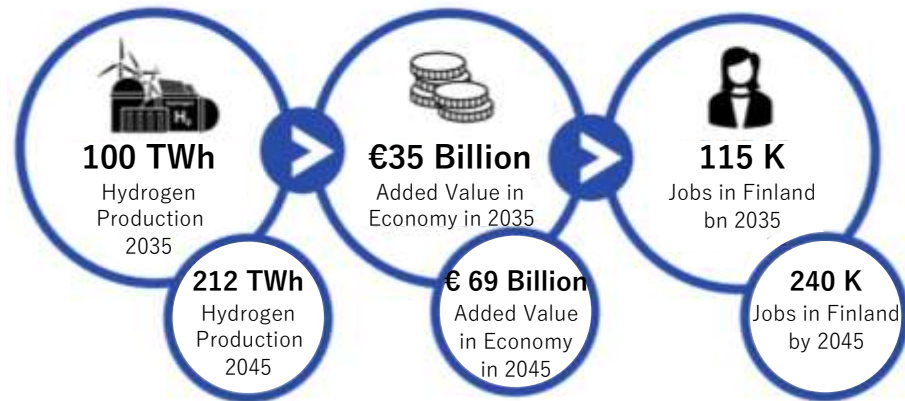 H₂
100 TWh
Hydrogen
Production
2035
212 TWh
Hydrogen
Production
2045
€35 Billion
Added Value in
Economy in 2035
€ 69 Billion
Added Value
in Economy
in 2045
115 K
Jobs in Finland
bn 2035
240 K
Jobs in Finland
by 2045